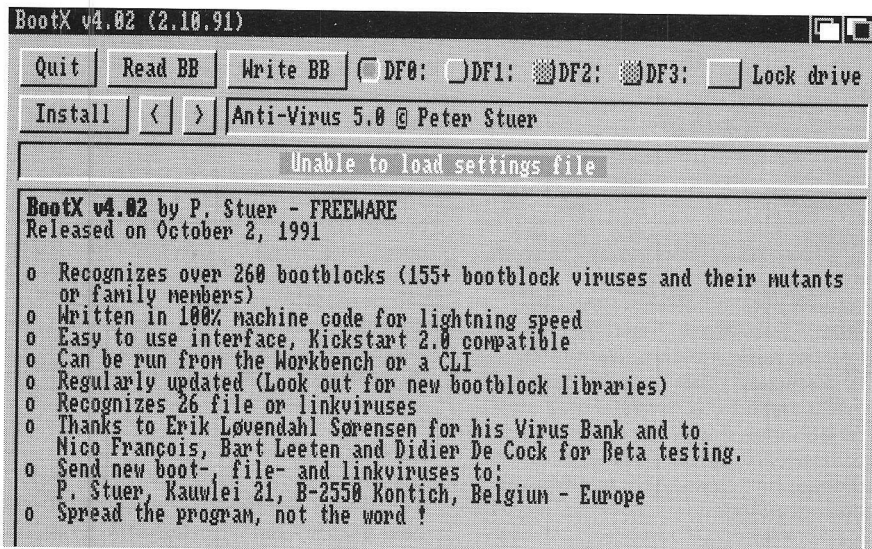 BootX v4.02 (2.10.91)
Quit Read BB Write BB DF0: DF1: DF2: DF3: Lock drive
Install < > Anti-Virus 5.0 © Peter Stuer
Unable to load settings file
BootX v4.02 by P. Stuer - FREEWARE
Released on October 2, 1991
o Recognizes over 260 bootblocks (155+ bootblock viruses and their mutants
or family members)
o Written in 100% machine code for lightning speed
o Easy to use interface, Kickstart 2.0 compatible
o Can be run from the Workbench or a CLI
o Regularly updated (Look out for new bootblock libraries)
o Recognizes 26 file or linkviruses
o Thanks to Erik Løvendahl Sørensen for his Virus Bank and to
Nico François, Bart Leeten and Didier De Cock for βeta testing.
o Send new boot-, file- and linkviruses to:
P. Stuer, Kauwlei 21, B-2550 Kontich, Belgium - Europe
o Spread the program, not the word !